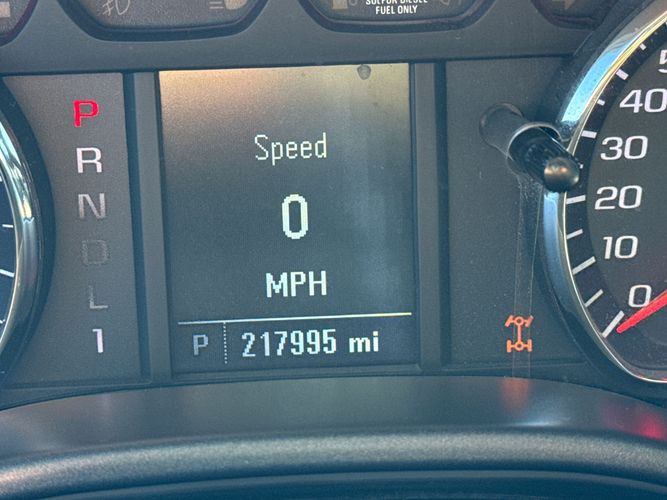 SULFUR DIESEL
FUEL ONLY
P
R
N
D
L
1
Speed
0
MPH
P 217995 mi
40
30
20
10
0